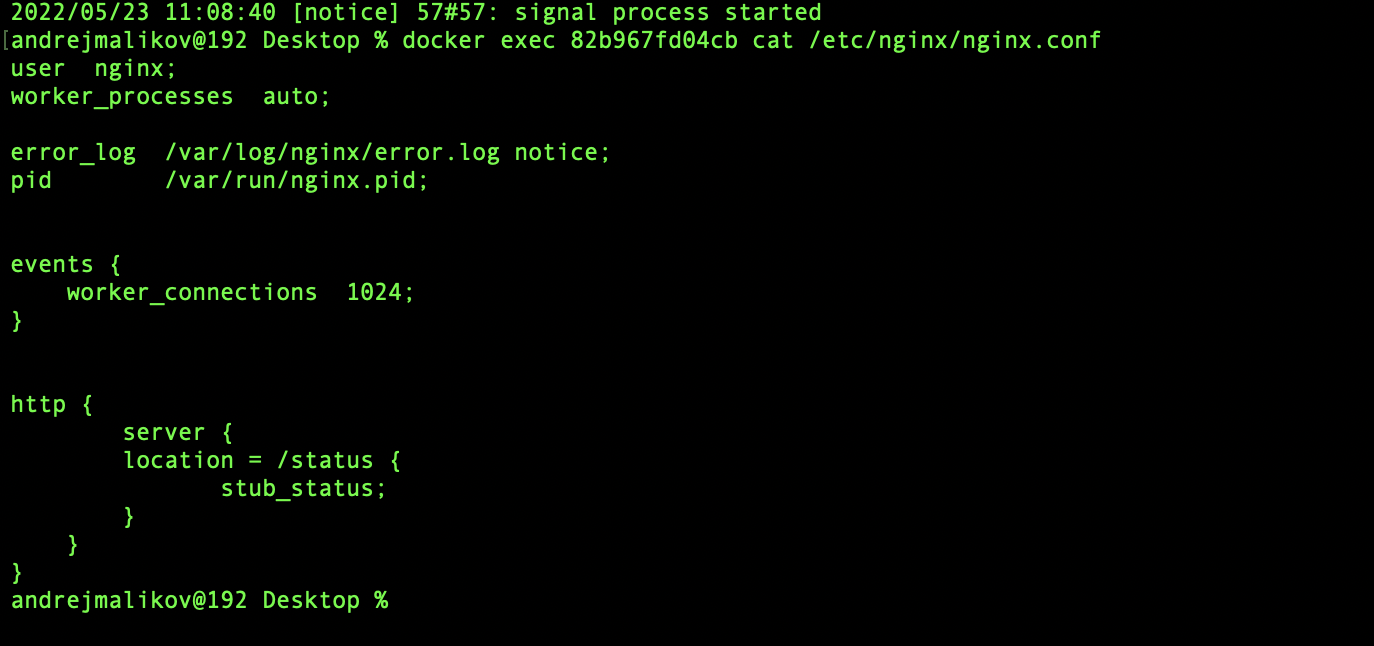 2022/05/23 11:08:40 [notice] 57#57: signal process started
[andrejmalikov@192 Desktop % docker exec 82b967fd04cb cat /etc/nginx/nginx.conf
user  nginx;
worker_processes  auto;

error_log  /var/log/nginx/error.log notice;
pid        /var/run/nginx.pid;


events {
    worker_connections  1024;
}


http {
        server {
        location = /status {
               stub_status;
        }
    }
}
andrejmalikov@192 Desktop %